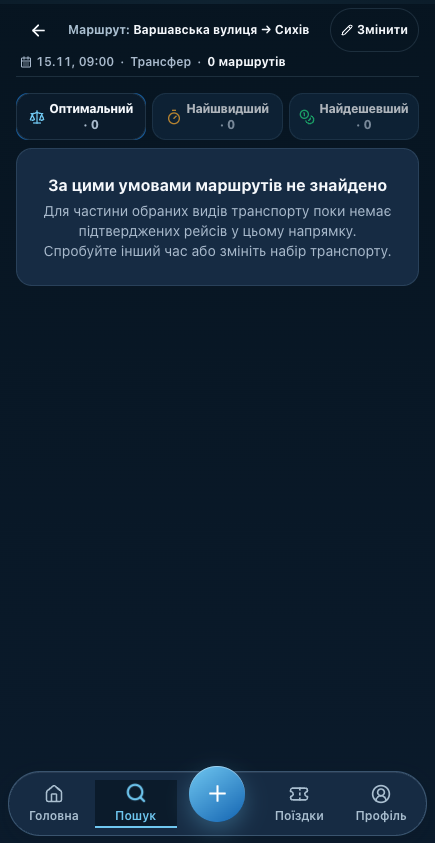 Маршрут: Варшавська вулиця → Сихів
Змінити
15.11, 09:00 · Трансфер · 0 маршрутів
Оптимальний
· 0
Найшвидший
· 0
Найдешевший
· 0
За цими умовами маршрутів не знайдено
Для частини обраних видів транспорту поки немає
підтверджених рейсів у цьому напрямку.
Спробуйте інший час або змініть набір транспорту.
Головна
Пошук
Поїздки
Профіль